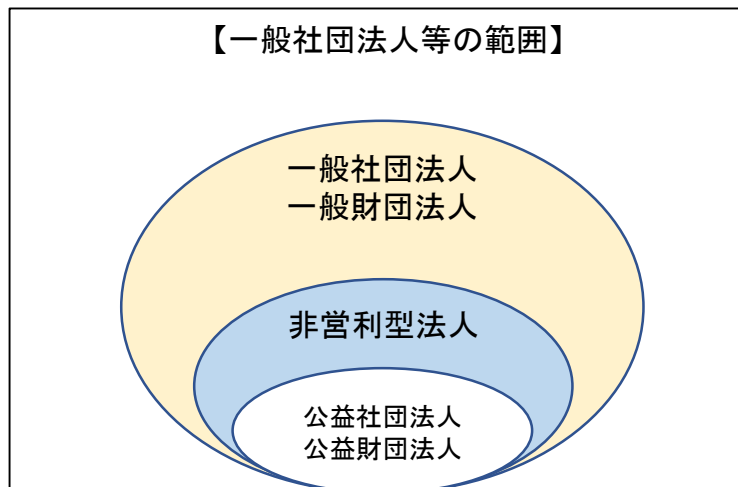 【一般社団法人等の範囲】
一般社団法人
一般財団法人
非営利型法人
公益社団法人
公益財団法人